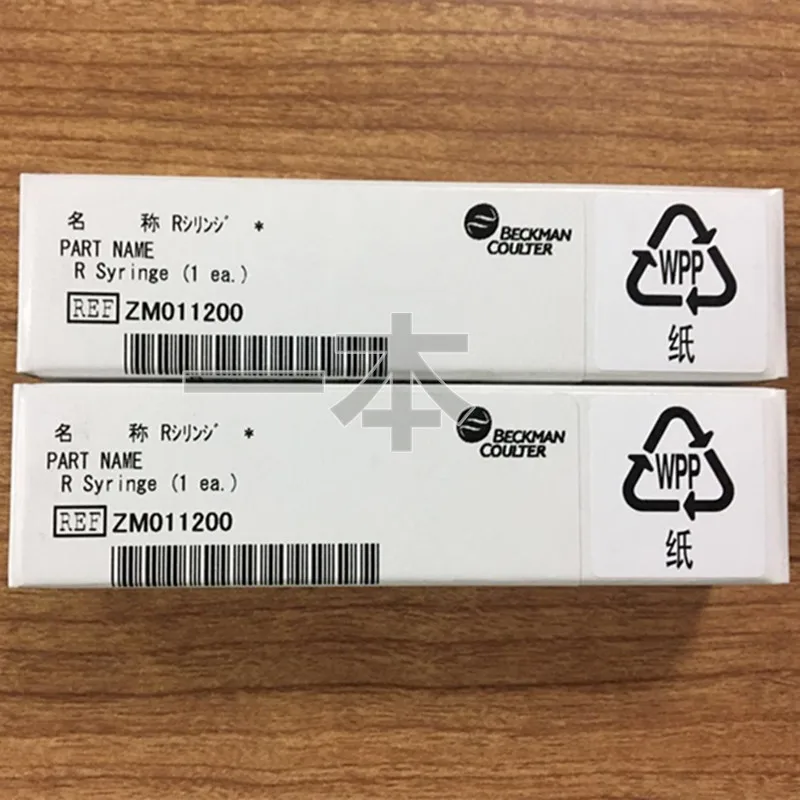 名 称 Rｼﾘﾝｼﾞ *
PART NAME
R Syringe (1 ea.)
REF ZM011200
BECKMAN
COULTER
WPP
纸
一本
名 称 Rｼﾘﾝｼﾞ *
PART NAME
R Syringe (1 ea.)
REF ZM011200
BECKMAN
COULTER
WPP
纸